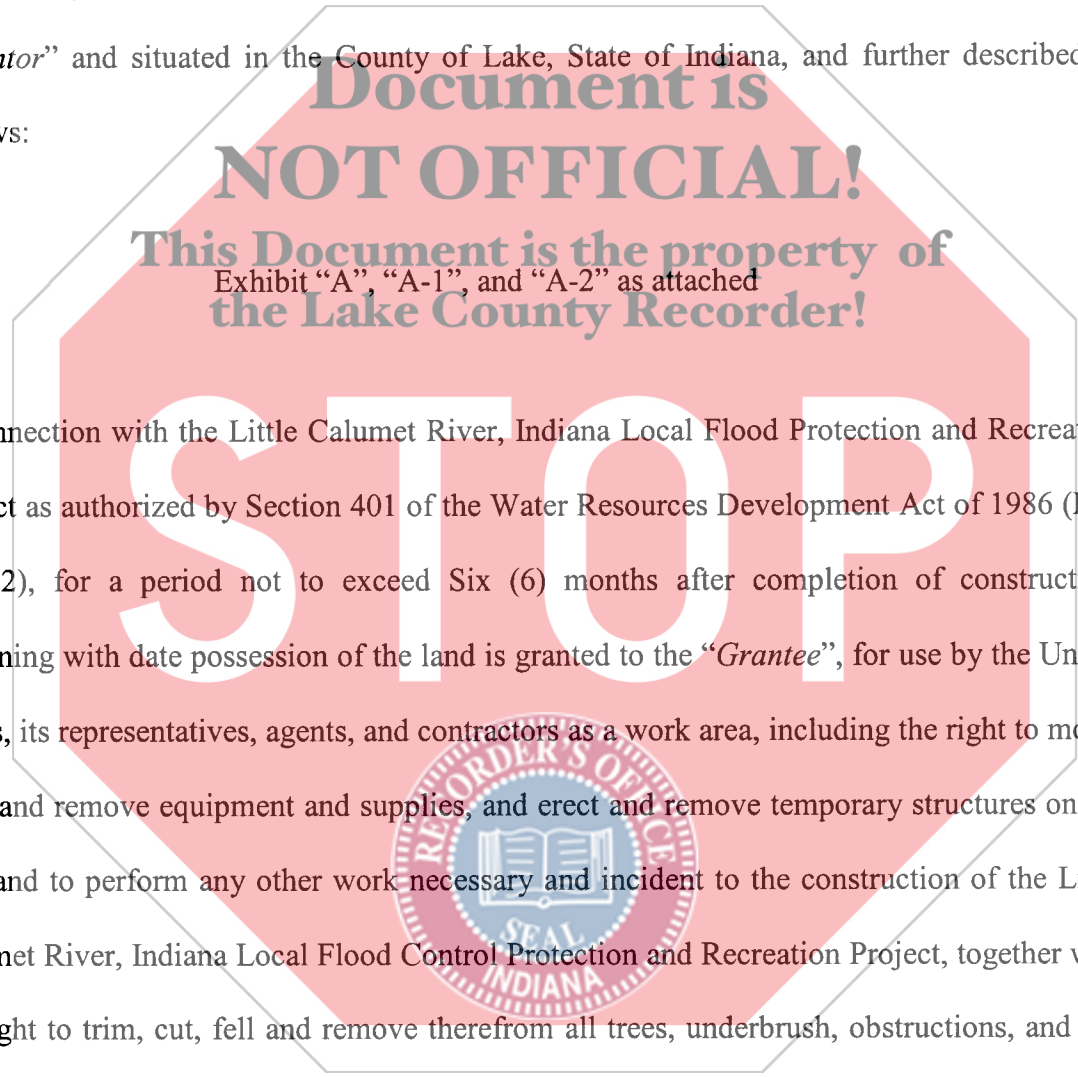 ntor” and situated in the County of Lake, State of Indiana, and further described
vs:
Document is
NOT OFFICIAL!
This Document is the property of
the Lake County Recorder!
Exhibit “A”, “A-1”, and “A-2” as attached
STOP
nnection with the Little Calumet River, Indiana Local Flood Protection and Recrea
ct as authorized by Section 401 of the Water Resources Development Act of 1986 (
2), for a period not to exceed Six (6) months after completion of construct
ning with date possession of the land is granted to the “Grantee”, for use by the Un
s, its representatives, agents, and contractors as a work area, including the right to mo
and remove equipment and supplies, and erect and remove temporary structures on
and to perform any other work necessary and incident to the construction of the L
met River, Indiana Local Flood Control Protection and Recreation Project, together w
ght to trim, cut, fell and remove therefrom all trees, underbrush, obstructions, and
RECORDER'S OFFICE
SEAL
INDIANA